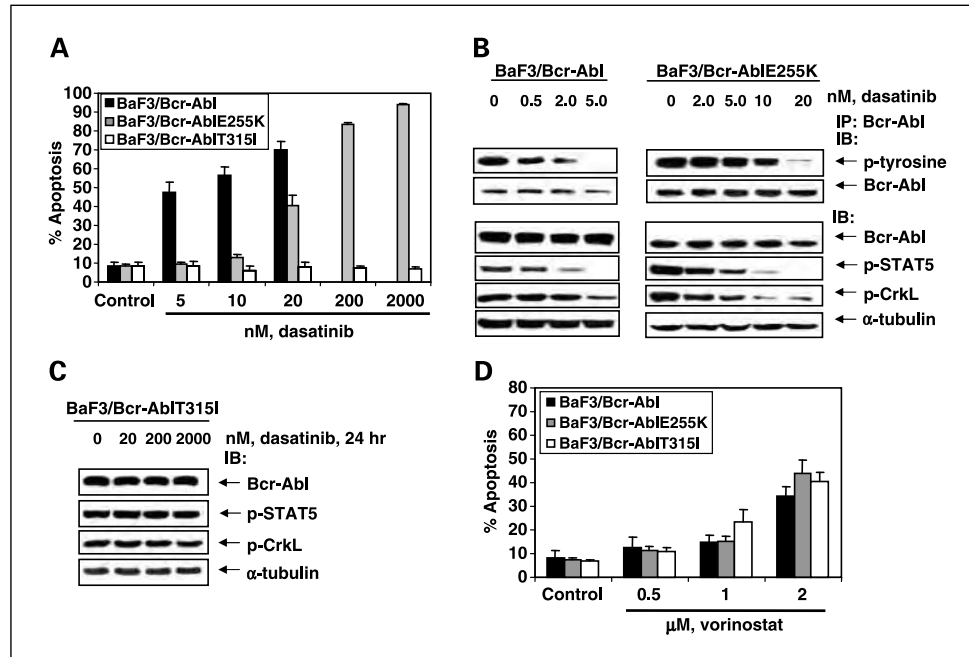 A
% Apoptosis
100
90
80
70
60
50
40
30
20
10
0
BaF3/Bcr-Abl
BaF3/Bcr-AblE255K
BaF3/Bcr-AblT315I
Control 5 10 20 200 2000
nM, dasatinib
B
BaF3/Bcr-Abl BaF3/Bcr-AblE255K
0 0.5 2.0 5.0 0 2.0 5.0 10 20 nM, dasatinib
IP: Bcr-Abl
IB:
p-tyrosine
Bcr-Abl
IB:
Bcr-Abl
p-STAT5
p-CrkL
α-tubulin
C
BaF3/Bcr-AblT315I
0 20 200 2000 nM, dasatinib, 24 hr
IB:
Bcr-Abl
p-STAT5
p-CrkL
α-tubulin
D
% Apoptosis
80
70
60
50
40
30
20
10
0
BaF3/Bcr-Abl
BaF3/Bcr-AblE255K
BaF3/Bcr-AblT315I
Control 0.5 1 2
μM, vorinostat